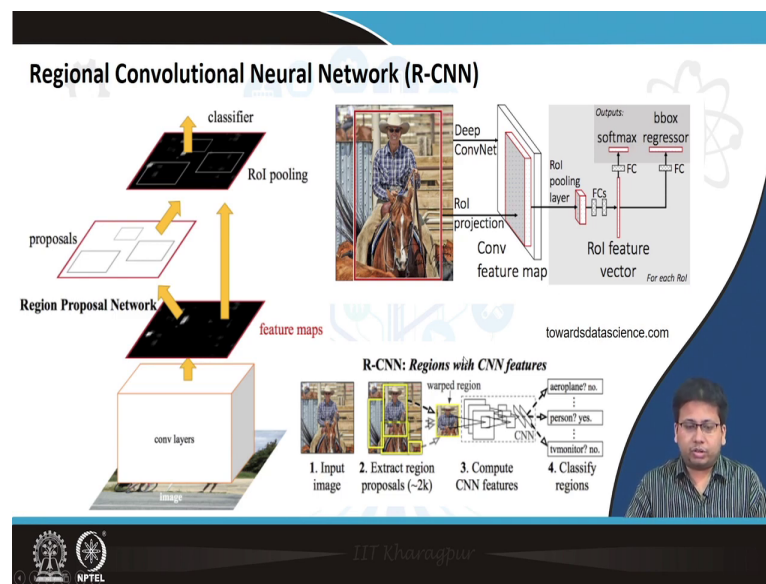 Regional Convolutional Neural Network (R-CNN)
classifier
RoI pooling
proposals
Region Proposal Network
feature maps
conv layers
image
Deep
ConvNet
RoI
projection
Conv
feature map
RoI
pooling
layer
FCs
RoI feature
vector
Outputs:
softmax
bbox
regressor
FC
FC
For each RoI
towardsdatascience.com
R-CNN: Regions with CNN features
warped region
CNN
aeroplane? no.
person? yes.
tvmonitor? no.
1. Input
image
2. Extract region
proposals (~2k)
3. Compute
CNN features
4. Classify
regions
NPTEL
IIT Kharagpur